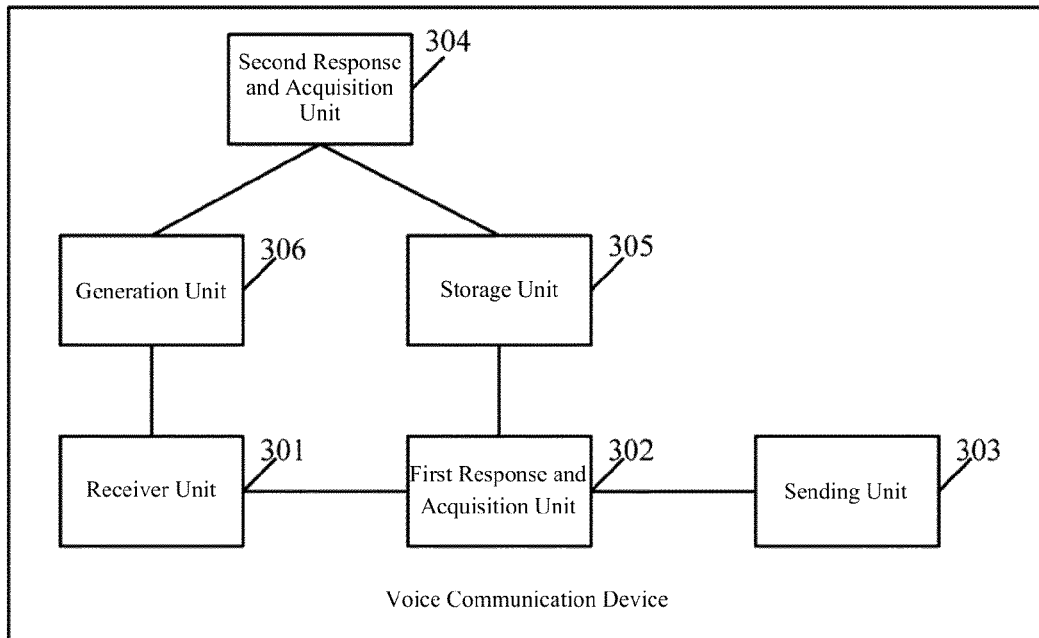 304
Second Response
and Acquisition
Unit
306
305
Generation Unit
Storage Unit
301
302
303
Receiver Unit
First Response and
Acquisition Unit
Sending Unit
Voice Communication Device